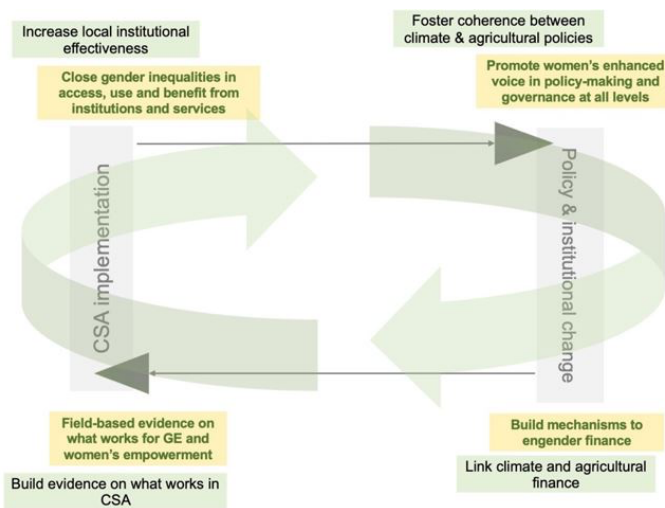 Increase local institutional
effectiveness
Close gender inequalities in
access, use and benefit from
institutions and services
Foster coherence between
climate & agricultural policies
Promote women's enhanced
voice in policy-making and
governance at all levels
CSA implementation
Policy & institutional change
Field-based evidence on
what works for GE and
women's empowerment
Build evidence on what works in
CSA
Build mechanisms to
engender finance
Link climate and agricultural
finance